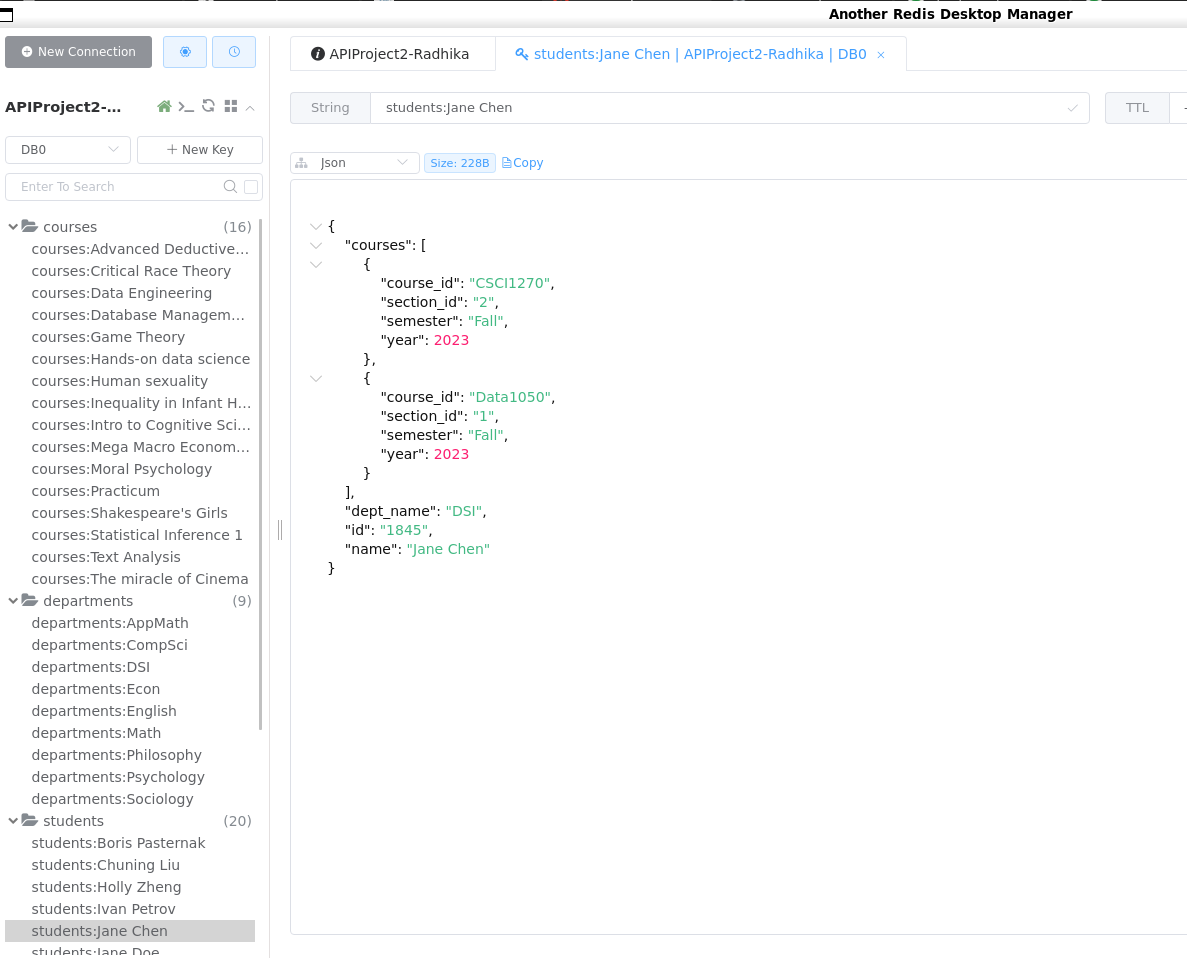 Another Redis Desktop Manager
New Connection
APIProject2-Radhika
students:Jane Chen | APIProject2-Radhika | DB0 ×
APIProject2-...
String students:Jane Chen TTL
DB0
New Key
Json Size: 228B Copy
Enter To Search
courses (16)
courses:Advanced Deductive...
courses:Critical Race Theory
courses:Data Engineering
courses:Database Managem...
courses:Game Theory
courses:Hands-on data science
courses:Human sexuality
courses:Inequality in Infant H...
courses:Intro to Cognitive Sci...
courses:Mega Macro Econom...
courses:Moral Psychology
courses:Practicum
courses:Shakespeare's Girls
courses:Statistical Inference 1
courses:Text Analysis
courses:The miracle of Cinema
departments (9)
departments:AppMath
departments:CompSci
departments:DSI
departments:Econ
departments:English
departments:Math
departments:Philosophy
departments:Psychology
departments:Sociology
students (20)
students:Boris Pasternak
students:Chuning Liu
students:Holly Zheng
students:Ivan Petrov
students:Jane Chen
students:Jane Doe
{
"courses": [
{
"course_id": "CSCI1270",
"section_id": "2",
"semester": "Fall",
"year": 2023
},
{
"course_id": "Data1050",
"section_id": "1",
"semester": "Fall",
"year": 2023
}
],
"dept_name": "DSI",
"id": "1845",
"name": "Jane Chen"
}